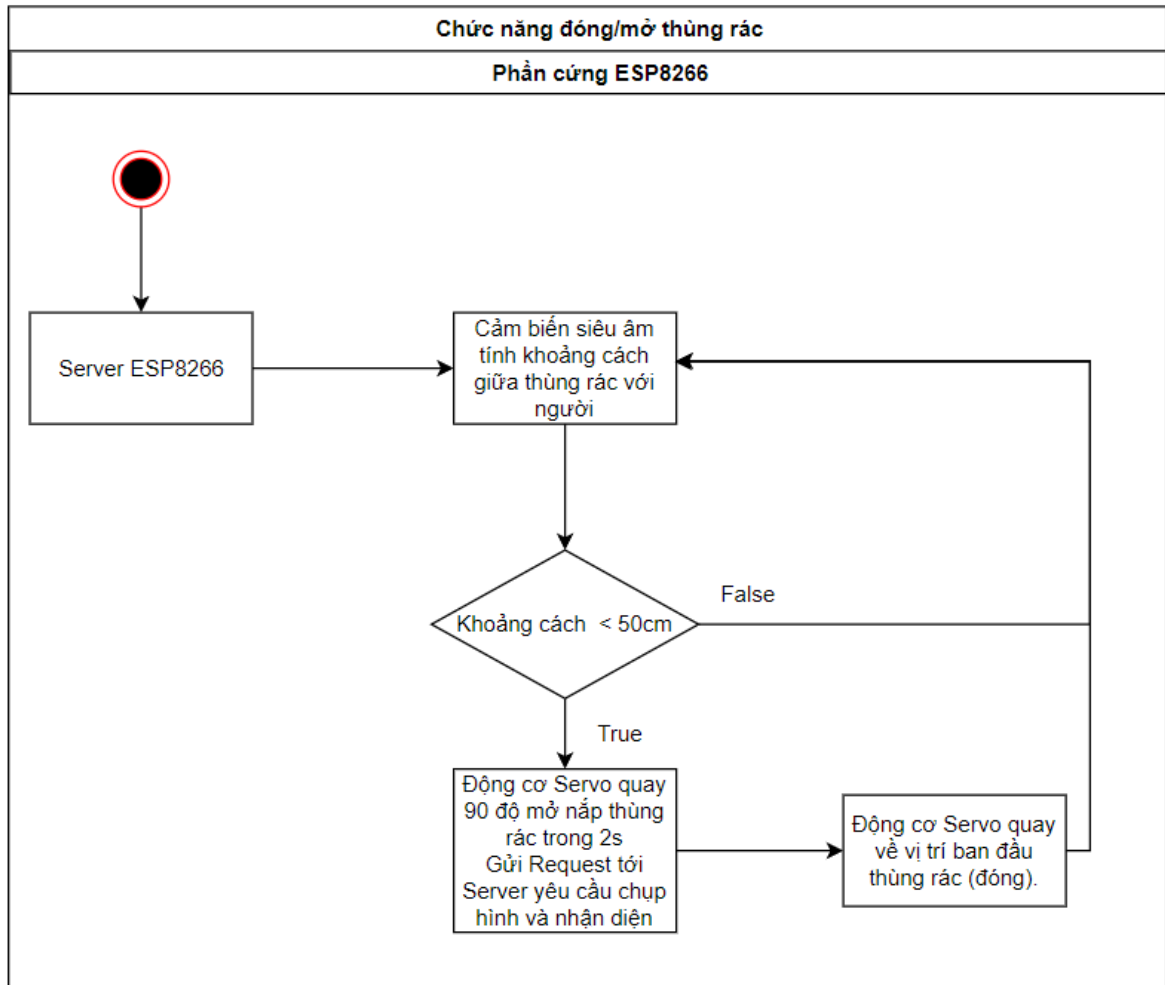 Chức năng đóng/mở thùng rác
Phần cứng ESP8266
Server ESP8266
Cảm biến siêu âm
tính khoảng cách
giữa thùng rác với
người
Khoảng cách < 50cm
False
True
Động cơ Servo quay
90 độ mở nắp thùng
rác trong 2s
Gửi Request tới
Server yêu cầu chụp
hình và nhận diện
Động cơ Servo quay
về vị trí ban đầu
thùng rác (đóng).